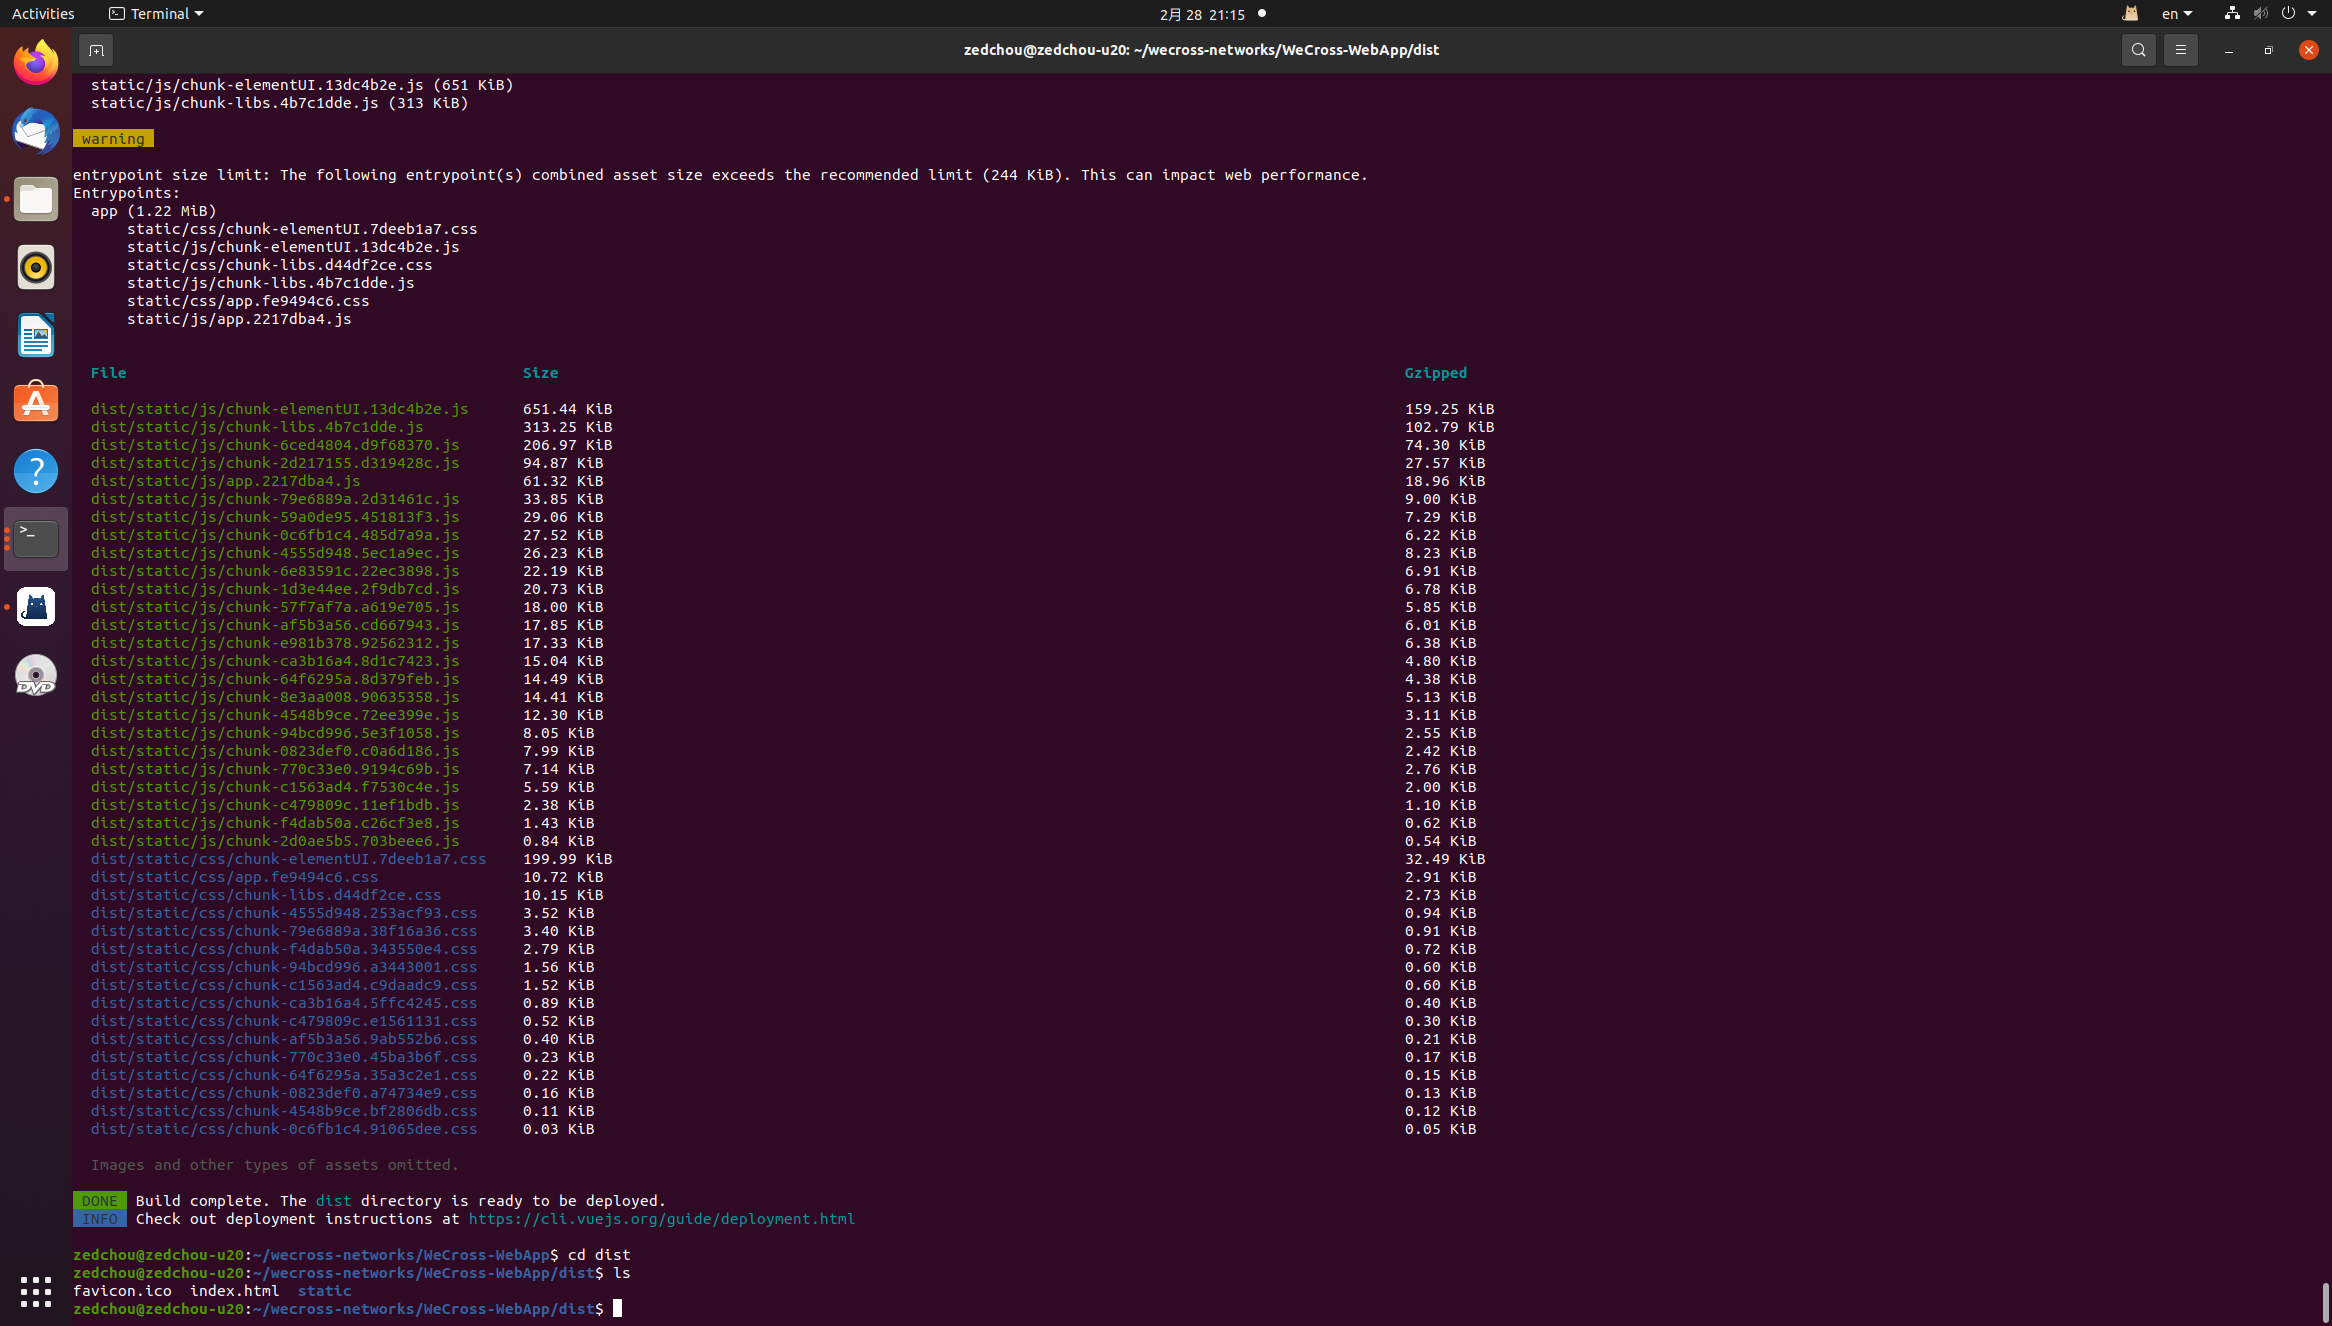 Activities Terminal 2月 28 21:15 en
zedchou@zedchou-u20: ~/wecross-networks/WeCross-WebApp/dist
static/js/chunk-elementUI.13dc4b2e.js (651 KiB)
static/js/chunk-libs.4b7c1dde.js (313 KiB)
warning
entrypoint size limit: The following entrypoint(s) combined asset size exceeds the recommended limit (244 KiB). This can impact web performance.
Entrypoints:
app (1.22 MiB)
static/css/chunk-elementUI.7deeb1a7.css
static/js/chunk-elementUI.13dc4b2e.js
static/css/chunk-libs.d44df2ce.css
static/js/chunk-libs.4b7c1dde.js
static/css/app.fe9494c6.css
static/js/app.2217dba4.js
File Size Gzipped
dist/static/js/chunk-elementUI.13dc4b2e.js 651.44 KiB 159.25 KiB
dist/static/js/chunk-libs.4b7c1dde.js 313.25 KiB 102.79 KiB
dist/static/js/chunk-6ced4804.d9f68370.js 206.97 KiB 74.30 KiB
dist/static/js/chunk-2d217155.d319428c.js 94.87 KiB 27.57 KiB
dist/static/js/app.2217dba4.js 61.32 KiB 18.96 KiB
dist/static/js/chunk-79e6889a.2d31461c.js 33.85 KiB 9.00 KiB
dist/static/js/chunk-59a0de95.451813f3.js 29.06 KiB 7.29 KiB
dist/static/js/chunk-0c6fb1c4.485d7a9a.js 27.52 KiB 6.22 KiB
dist/static/js/chunk-4555d948.5ec1a9ec.js 26.23 KiB 8.23 KiB
dist/static/js/chunk-6e83591c.22ec3898.js 22.19 KiB 6.91 KiB
dist/static/js/chunk-1d3e44ee.2f9db7cd.js 20.73 KiB 6.78 KiB
dist/static/js/chunk-57f7af7a.a619e705.js 18.00 KiB 5.85 KiB
dist/static/js/chunk-af5b3a56.cd667943.js 17.85 KiB 6.01 KiB
dist/static/js/chunk-e981b378.92562312.js 17.33 KiB 6.38 KiB
dist/static/js/chunk-ca3b16a4.8d1c7423.js 15.04 KiB 4.80 KiB
dist/static/js/chunk-64f6295a.8d379feb.js 14.49 KiB 4.38 KiB
dist/static/js/chunk-8e3aa008.90635358.js 14.41 KiB 5.13 KiB
dist/static/js/chunk-4548b9ce.72ee399e.js 12.30 KiB 3.11 KiB
dist/static/js/chunk-94bcd996.5e3f1058.js 8.05 KiB 2.55 KiB
dist/static/js/chunk-0823def0.c0a6d186.js 7.99 KiB 2.42 KiB
dist/static/js/chunk-770c33e0.9194c69b.js 7.14 KiB 2.76 KiB
dist/static/js/chunk-c1563ad4.f7530c4e.js 5.59 KiB 2.00 KiB
dist/static/js/chunk-c479809c.11ef1bdb.js 2.38 KiB 1.10 KiB
dist/static/js/chunk-f4dab50a.c26cf3e8.js 1.43 KiB 0.62 KiB
dist/static/js/chunk-2d0ae5b5.703beee6.js 0.84 KiB 0.54 KiB
dist/static/css/chunk-elementUI.7deeb1a7.css 199.99 KiB 32.49 KiB
dist/static/css/app.fe9494c6.css 10.72 KiB 2.91 KiB
dist/static/css/chunk-libs.d44df2ce.css 10.15 KiB 2.73 KiB
dist/static/css/chunk-4555d948.253acf93.css 3.52 KiB 0.94 KiB
dist/static/css/chunk-79e6889a.38f16a36.css 3.40 KiB 0.91 KiB
dist/static/css/chunk-f4dab50a.343550e4.css 2.79 KiB 0.72 KiB
dist/static/css/chunk-94bcd996.a3443001.css 1.56 KiB 0.60 KiB
dist/static/css/chunk-c1563ad4.c9daadc9.css 1.52 KiB 0.60 KiB
dist/static/css/chunk-ca3b16a4.5ffc4245.css 0.89 KiB 0.40 KiB
dist/static/css/chunk-c479809c.e1561131.css 0.52 KiB 0.30 KiB
dist/static/css/chunk-af5b3a56.9ab552b6.css 0.40 KiB 0.21 KiB
dist/static/css/chunk-770c33e0.45ba3b6f.css 0.23 KiB 0.17 KiB
dist/static/css/chunk-64f6295a.35a3c2e1.css 0.22 KiB 0.15 KiB
dist/static/css/chunk-0823def0.a74734e9.css 0.16 KiB 0.13 KiB
dist/static/css/chunk-4548b9ce.bf2806db.css 0.11 KiB 0.12 KiB
dist/static/css/chunk-0c6fb1c4.91065dee.css 0.03 KiB 0.05 KiB
Images and other types of assets omitted.
DONE Build complete. The dist directory is ready to be deployed.
INFO Check out deployment instructions at https://cli.vuejs.org/guide/deployment.html
zedchou@zedchou-u20:~/wecross-networks/WeCross-WebApp$ cd dist
zedchou@zedchou-u20:~/wecross-networks/WeCross-WebApp/dist$ ls
favicon.ico index.html static
zedchou@zedchou-u20:~/wecross-networks/WeCross-WebApp/dist$